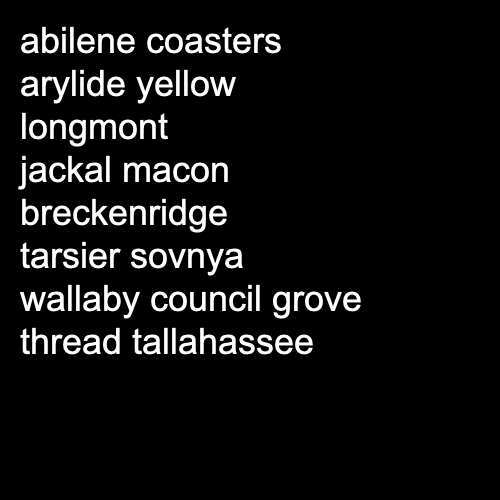 abilene coasters
arylide yellow
longmont
jackal macon
breckenridge
tarsier sovnya
wallaby council grove
thread tallahassee